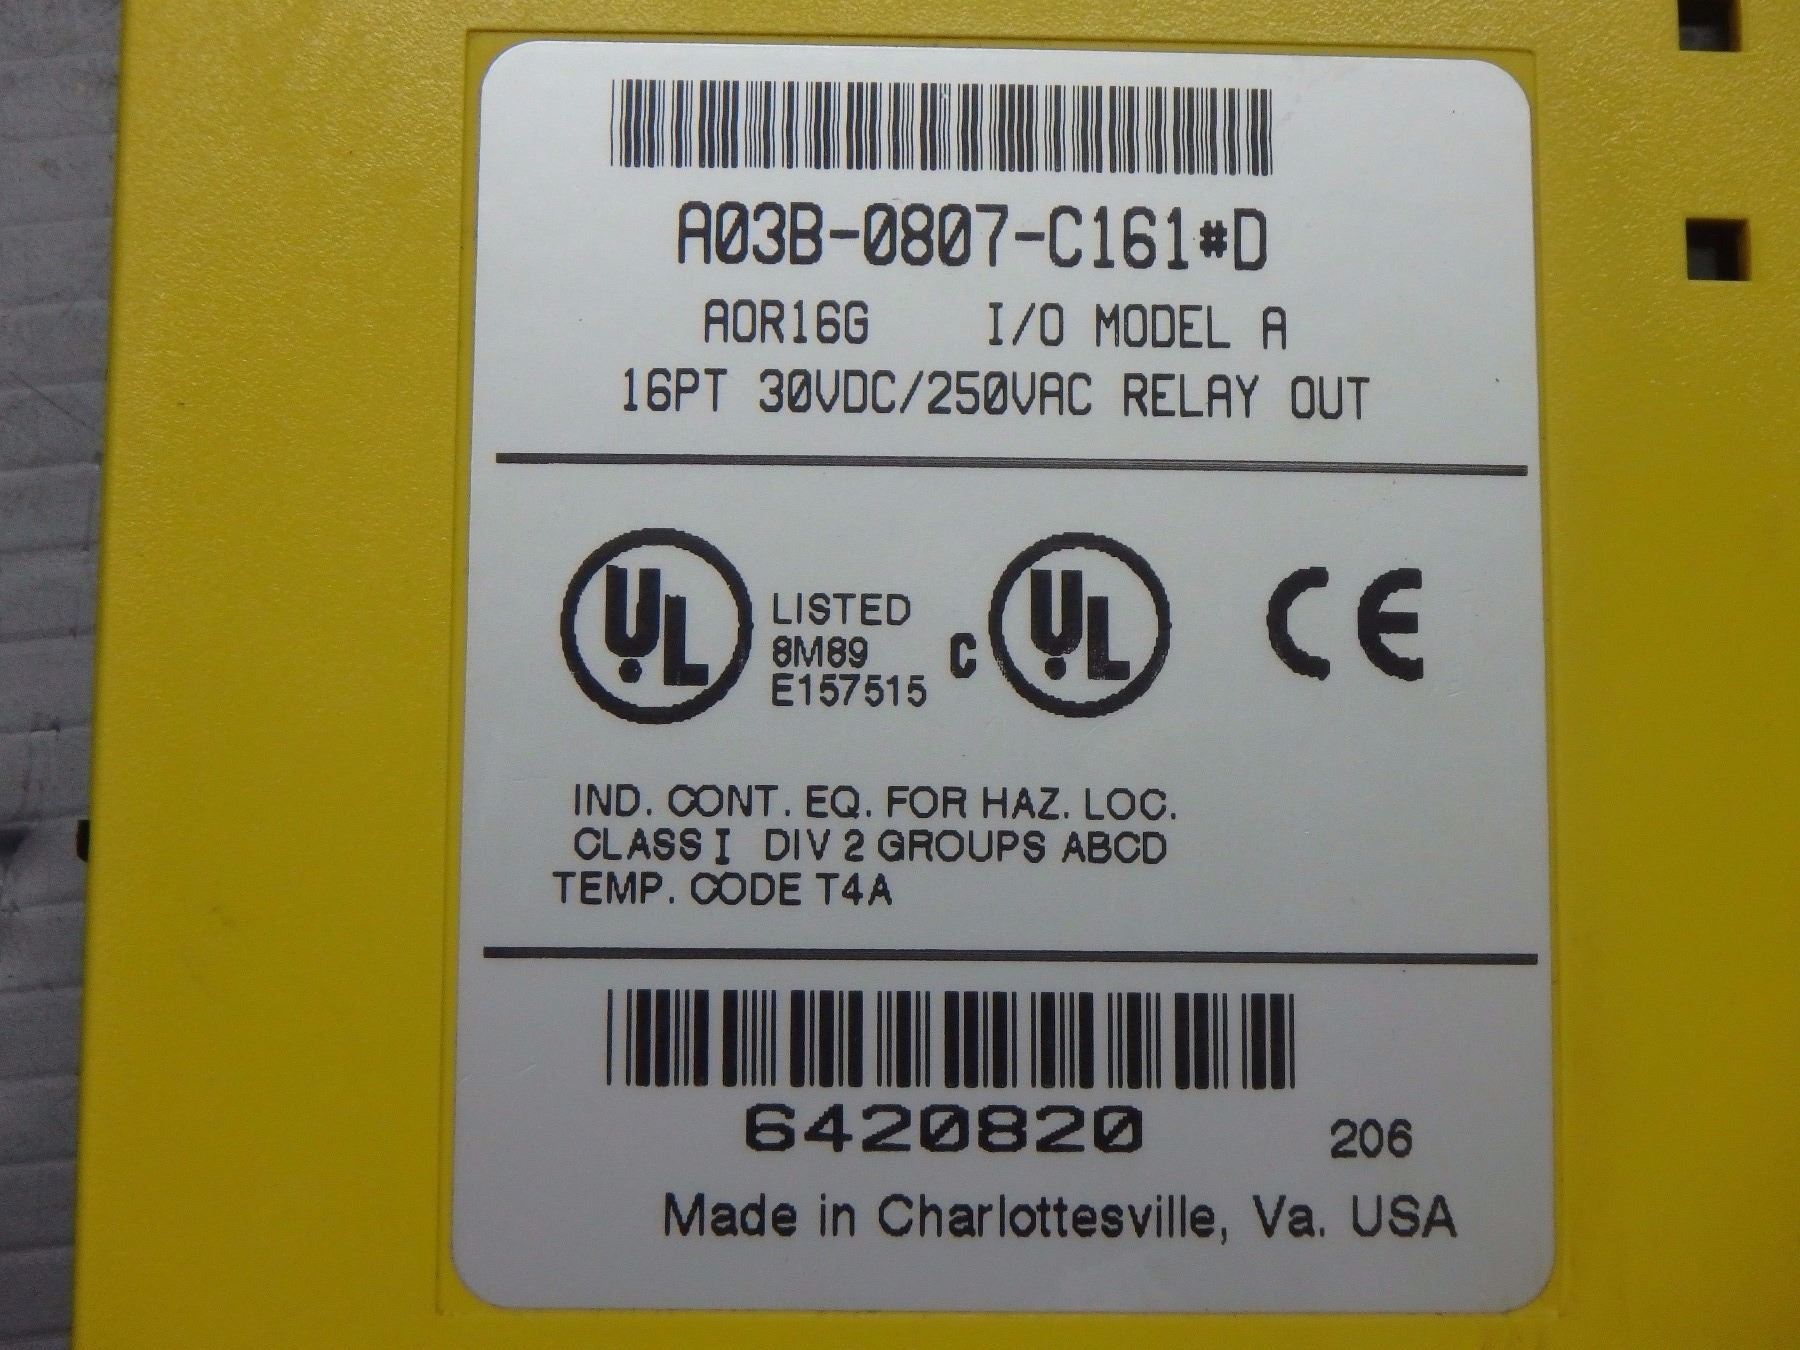 A03B-0807-C161#D
AOR16G I/O MODEL A
16PT 30VDC/250VAC RELAY OUT
UL LISTED
8M89
E157515
C UL CE
IND. CONT. EQ. FOR HAZ. LOC.
CLASS I DIV 2 GROUPS ABCD
TEMP. CODE T4A
6420820 206
Made in Charlottesville, Va. USA